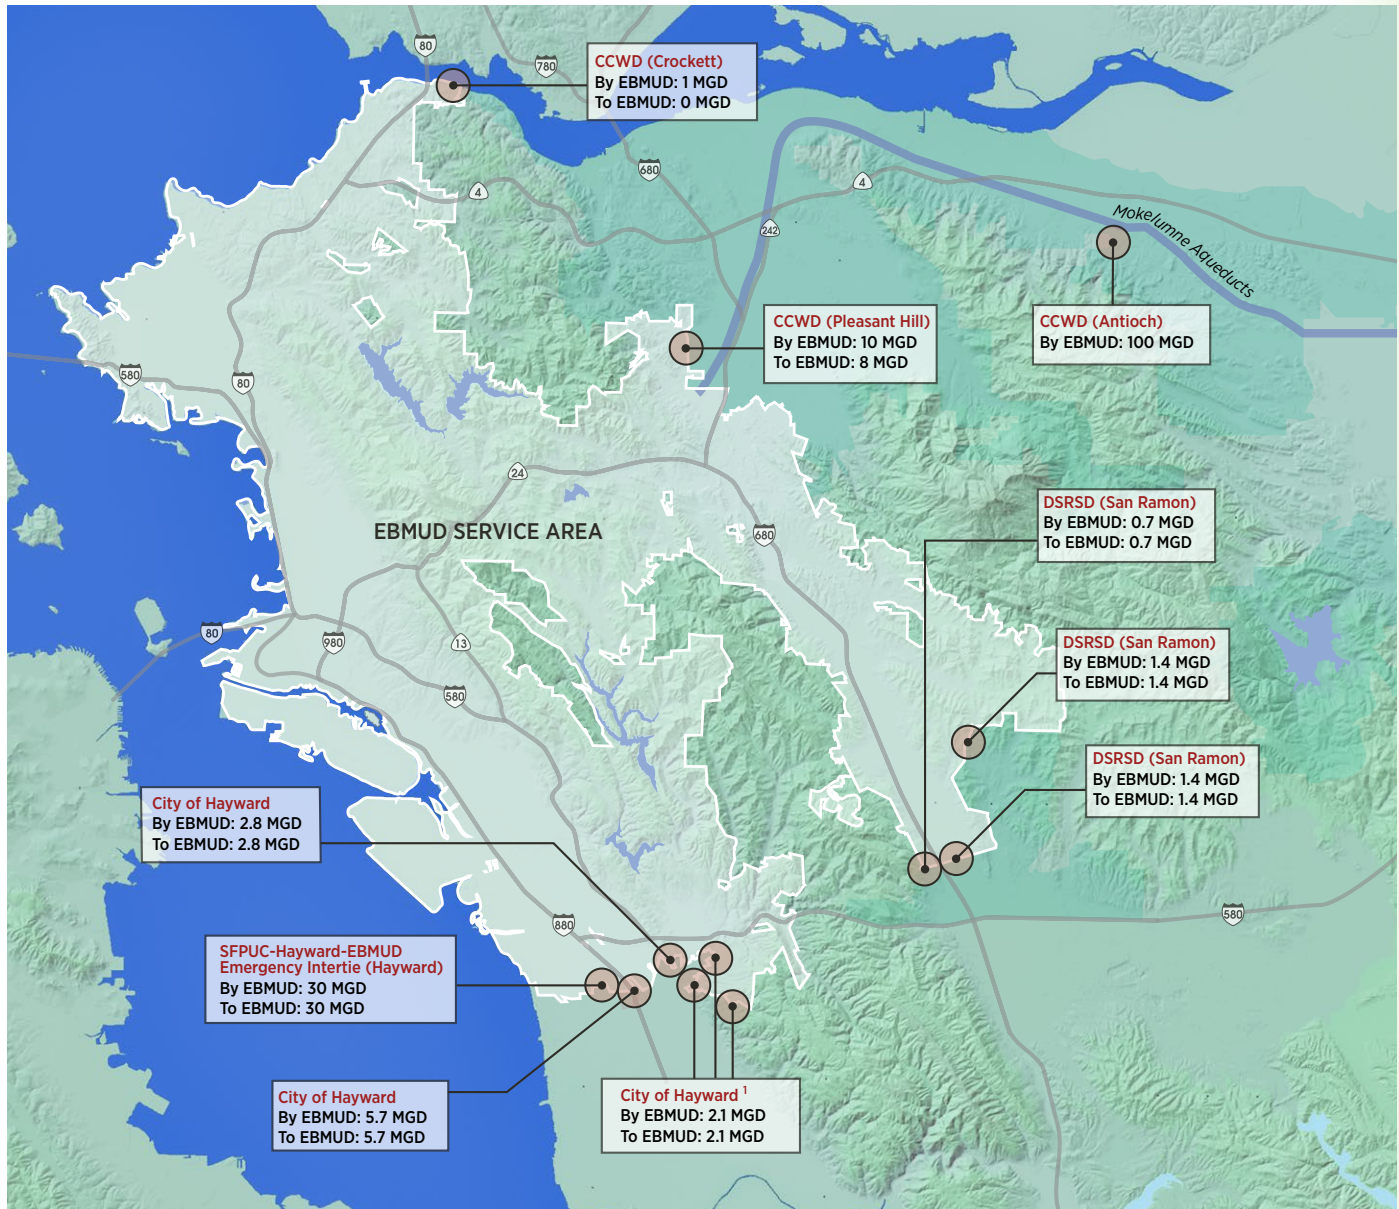 80
780
CCWD (Crockett)
By EBMUD: 1 MGD
To EBMUD: 0 MGD
680
4
4
242
Mokelumne Aqueducts
CCWD (Pleasant Hill)
By EBMUD: 10 MGD
To EBMUD: 8 MGD
CCWD (Antioch)
By EBMUD: 100 MGD
580
80
24
EBMUD SERVICE AREA
680
DSRSD (San Ramon)
By EBMUD: 0.7 MGD
To EBMUD: 0.7 MGD
80
980
13
580
DSRSD (San Ramon)
By EBMUD: 1.4 MGD
To EBMUD: 1.4 MGD
DSRSD (San Ramon)
By EBMUD: 1.4 MGD
To EBMUD: 1.4 MGD
City of Hayward
By EBMUD: 2.8 MGD
To EBMUD: 2.8 MGD
880
580
SFPUC-Hayward-EBMUD
Emergency Intertie (Hayward)
By EBMUD: 30 MGD
To EBMUD: 30 MGD
City of Hayward
By EBMUD: 5.7 MGD
To EBMUD: 5.7 MGD
City of Hayward 1
By EBMUD: 2.1 MGD
To EBMUD: 2.1 MGD